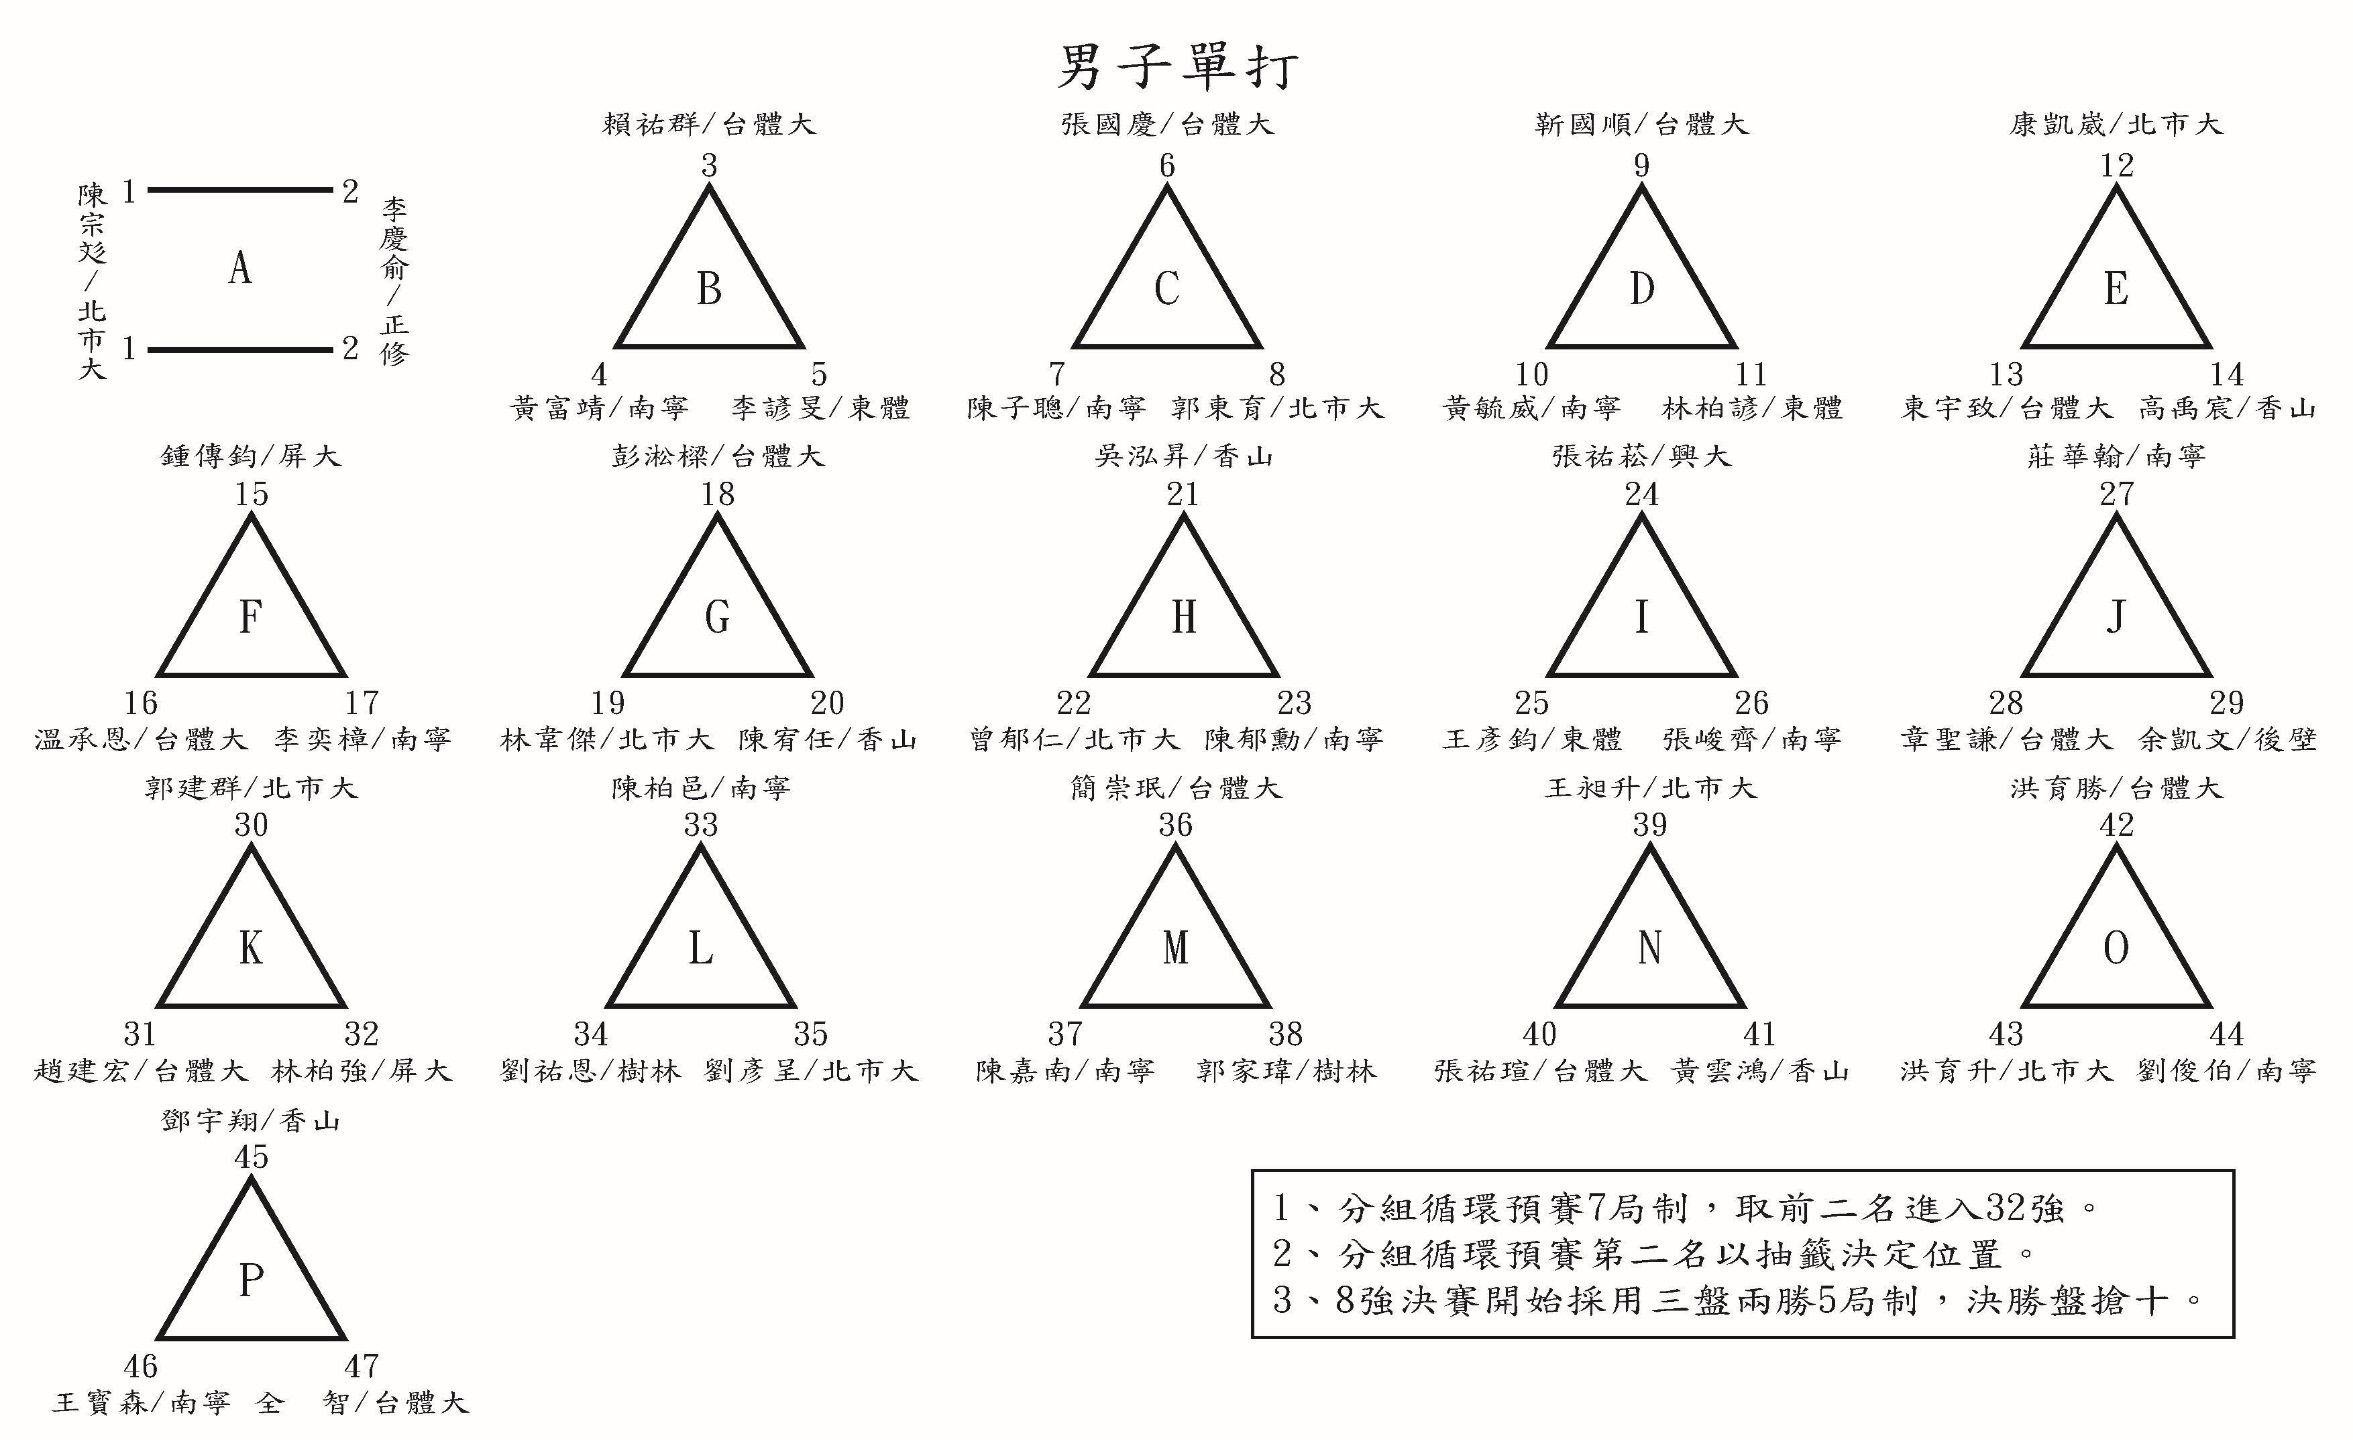 男子單打
賴祐群/台體大
張國慶/台體大
靳國順/台體大
康凱崴/北市大
3
6
9
12
1
2
陳宗彣/北市大
A
李慶俞/正修
1
2
B
C
D
E
4
5
7
8
10
11
13
14
黃富靖/南寧
李諺旻/東體
陳子聰/南寧
郭東育/北市大
黃毓威/南寧
林柏諺/東體
東宇致/台體大
高禹宸/香山
鍾傳鈞/屏大
彭淞樑/台體大
吳泓昇/香山
張祐菘/興大
莊華翰/南寧
15
18
21
24
27
F
G
H
I
J
16
17
19
20
22
23
25
26
28
29
溫承恩/台體大
李奕樟/南寧
林韋傑/北市大
陳宥任/香山
曾郁仁/北市大
陳郁勳/南寧
王彥鈞/東體
張峻齊/南寧
章聖謙/台體大
余凱文/後壁
郭建群/北市大
陳柏邑/南寧
簡崇珉/台體大
王昶升/北市大
洪育勝/台體大
30
33
36
39
42
K
L
M
N
O
31
32
34
35
37
38
40
41
43
44
趙建宏/台體大
林柏強/屏大
劉祐恩/樹林
劉彥呈/北市大
陳嘉南/南寧
郭家瑋/樹林
張祐瑄/台體大
黃雲鴻/香山
洪育升/北市大
劉俊伯/南寧
鄧宇翔/香山
45
P
46
47
王寶森/南寧
全　智/台體大
1、分組循環預賽7局制，取前二名進入32強。
2、分組循環預賽第二名以抽籤決定位置。
3、8強決賽開始採用三盤兩勝5局制，決勝盤搶十。